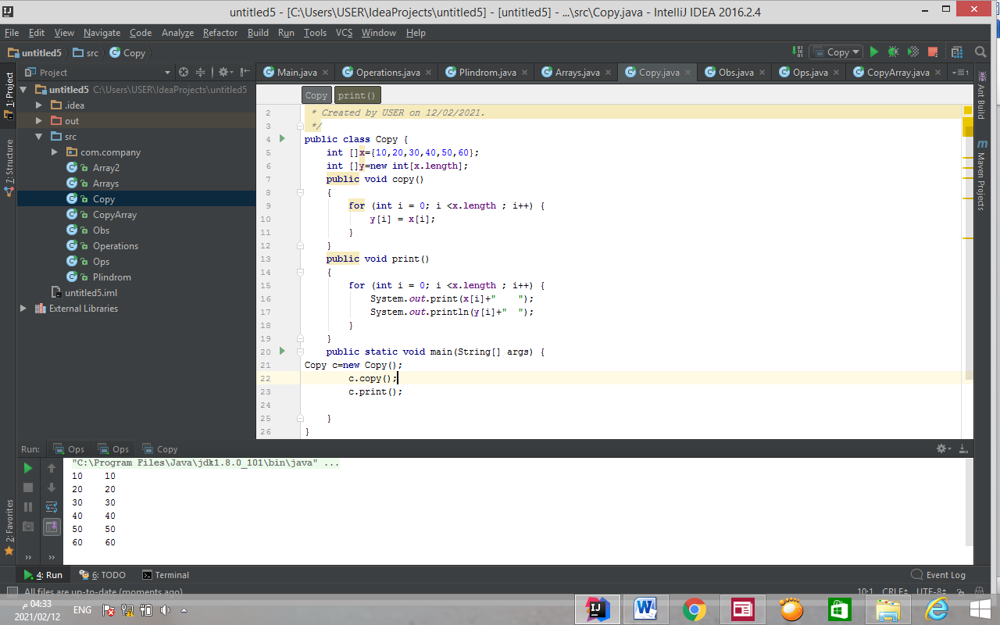 untitled5 - [C:\Users\USER\IdeaProjects\untitled5] - [untitled5] - ...\src\Copy.java - IntelliJ IDEA 2016.2.4
File Edit View Navigate Code Analyze Refactor Build Run Tools VCS Window Help
untitled5 src Copy
Copy
Project
Main.java Operations.java Plindrom.java Arrays.java Copy.java Obs.java Ops.java CopyArray.java
1: Project
7: Structure
2: Favorites
Ant Build
Maven Projects
untitled5 C:\Users\USER\IdeaProjects\untitled5
.idea
out
src
com.company
Array2
Arrays
Copy
CopyArray
Obs
Operations
Ops
Plindrom
untitled5.iml
External Libraries
Copy print()
2 * Created by USER on 12/02/2021.
3 */
4 public class Copy {
5 int []x={10,20,30,40,50,60};
6 int []y=new int[x.length];
7 public void copy()
8 {
9 for (int i = 0; i <x.length ; i++) {
10 y[i] = x[i];
11 }
12 }
13 public void print()
14 {
15 for (int i = 0; i <x.length ; i++) {
16 System.out.print(x[i]+"    ");
17 System.out.println(y[i]+"  ");
18 }
19 }
20 public static void main(String[] args) {
21 Copy c=new Copy();
22 c.copy();
23 c.print();
24
25 }
26 }
Run: Ops Ops Copy
"C:\Program Files\Java\jdk1.8.0_101\bin\java" ...
10    10
20    20
30    30
40    40
50    50
60    60
4: Run 6: TODO Terminal Event Log
All files are up-to-date (moments ago) 10:1 CRLF UTF-8
04:33 م
2021/02/12
ENG